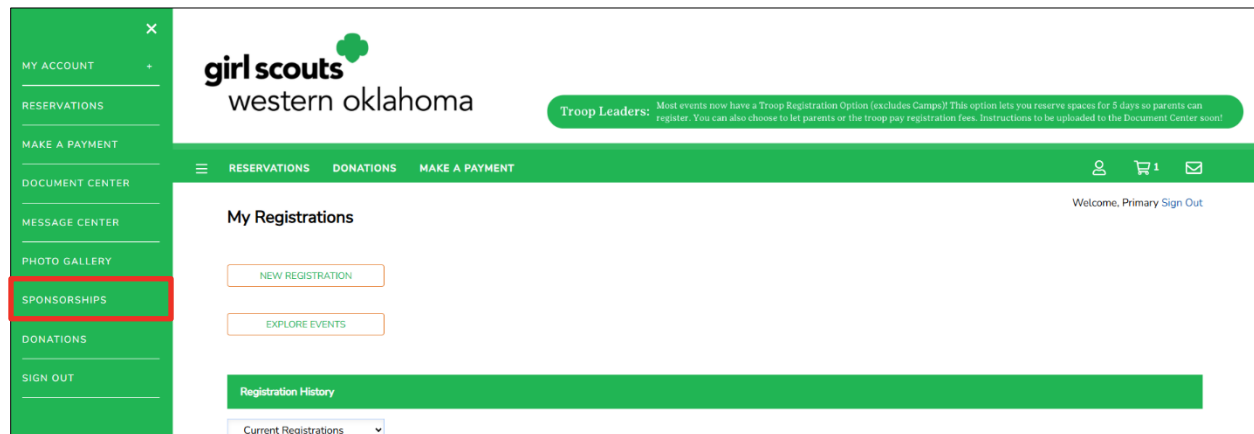 ×
MY ACCOUNT +
RESERVATIONS
MAKE A PAYMENT
DOCUMENT CENTER
MESSAGE CENTER
PHOTO GALLERY
SPONSORSHIPS
DONATIONS
SIGN OUT
girl scouts
western oklahoma
Troop Leaders: Most events now have a Troop Registration Option (excludes Camps)! This option lets you reserve spaces for 5 days so parents can
register. You can also choose to let parents or the troop pay registration fees. Instructions to be uploaded to the Document Center soon!
RESERVATIONS DONATIONS MAKE A PAYMENT 1
Welcome, Primary Sign Out
My Registrations
NEW REGISTRATION
EXPLORE EVENTS
Registration History
Current Registrations